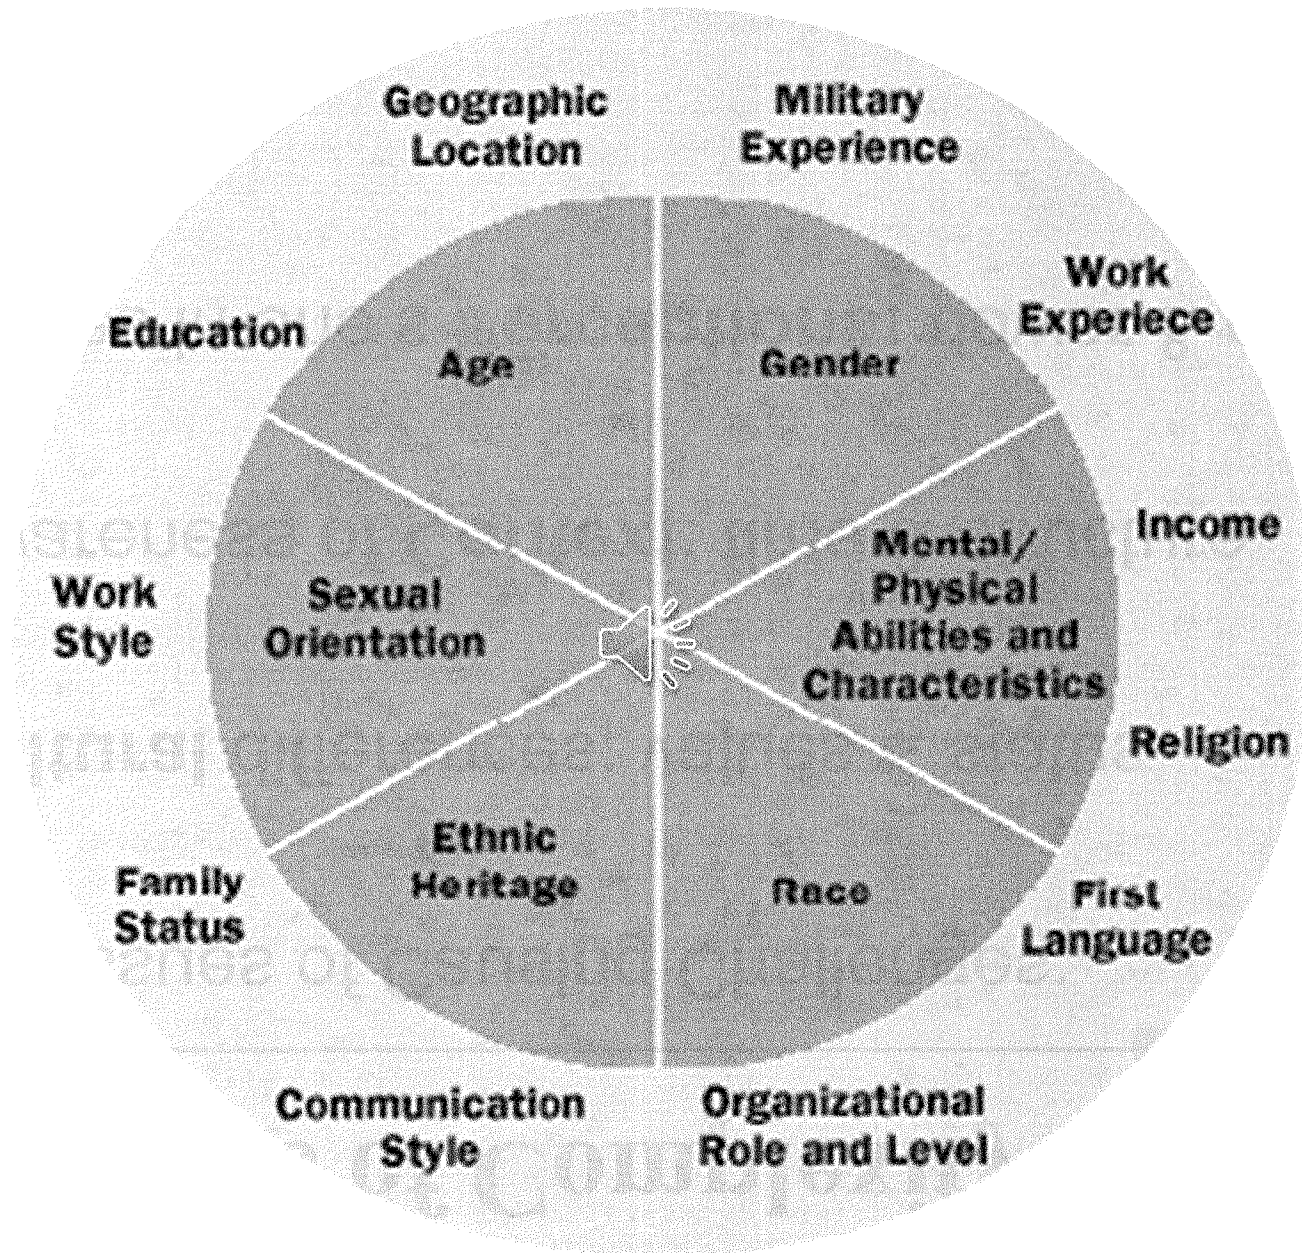 Geographic
Location
Military
Experience
Work
Experiece
Education
Age
Gender
Income
Mental/
Physical
Abilities and
Characteristics
Work
Style
Sexual
Orientation
Religion
Ethnic
Heritage
Race
Family
Status
First
Language
Communication
Style
Organizational
Role and Level